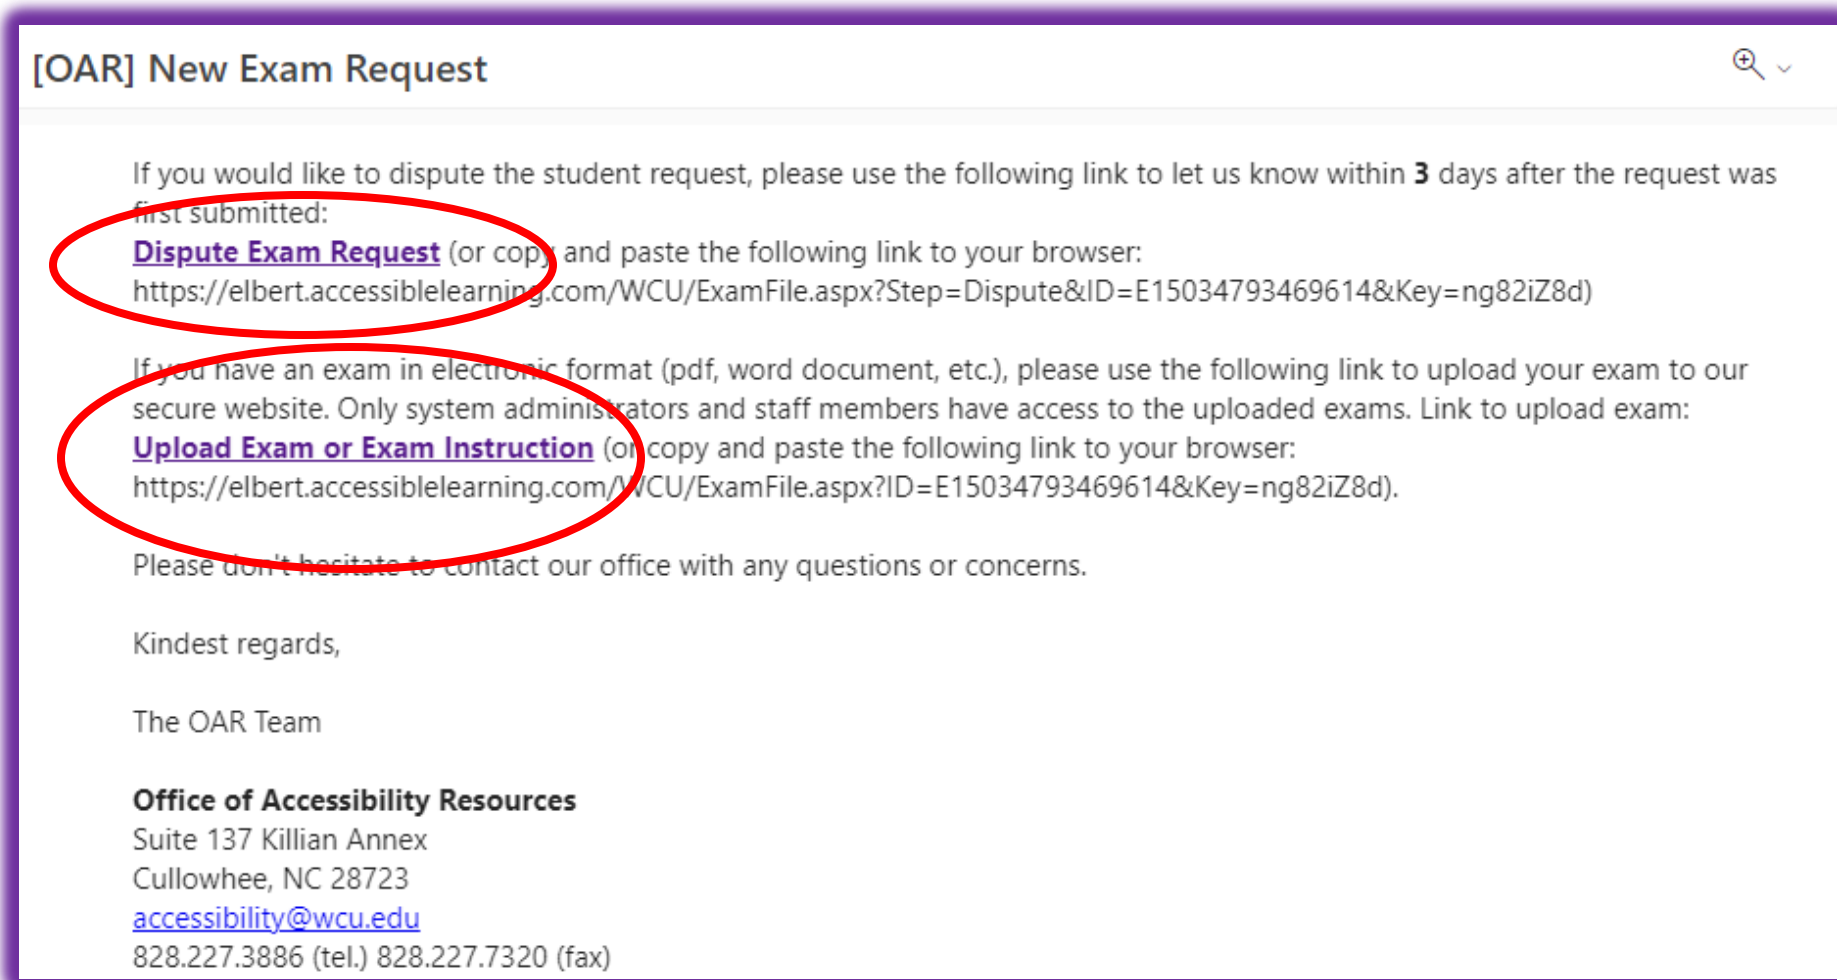 [OAR] New Exam Request
If you would like to dispute the student request, please use the following link to let us know within 3 days after the request was
first submitted:
Dispute Exam Request (or copy and paste the following link to your browser:
https://elbert.accessiblelearning.com/WCU/ExamFile.aspx?Step=Dispute&ID=E15034793469614&Key=ng82iZ8d)
If you have an exam in electronic format (pdf, word document, etc.), please use the following link to upload your exam to our
secure website. Only system administrators and staff members have access to the uploaded exams. Link to upload exam:
Upload Exam or Exam Instruction (or copy and paste the following link to your browser:
https://elbert.accessiblelearning.com/WCU/ExamFile.aspx?ID=E15034793469614&Key=ng82iZ8d).
Please don't hesitate to contact our office with any questions or concerns.
Kindest regards,
The OAR Team
Office of Accessibility Resources
Suite 137 Killian Annex
Cullowhee, NC 28723
accessibility@wcu.edu
828.227.3886 (tel.) 828.227.7320 (fax)